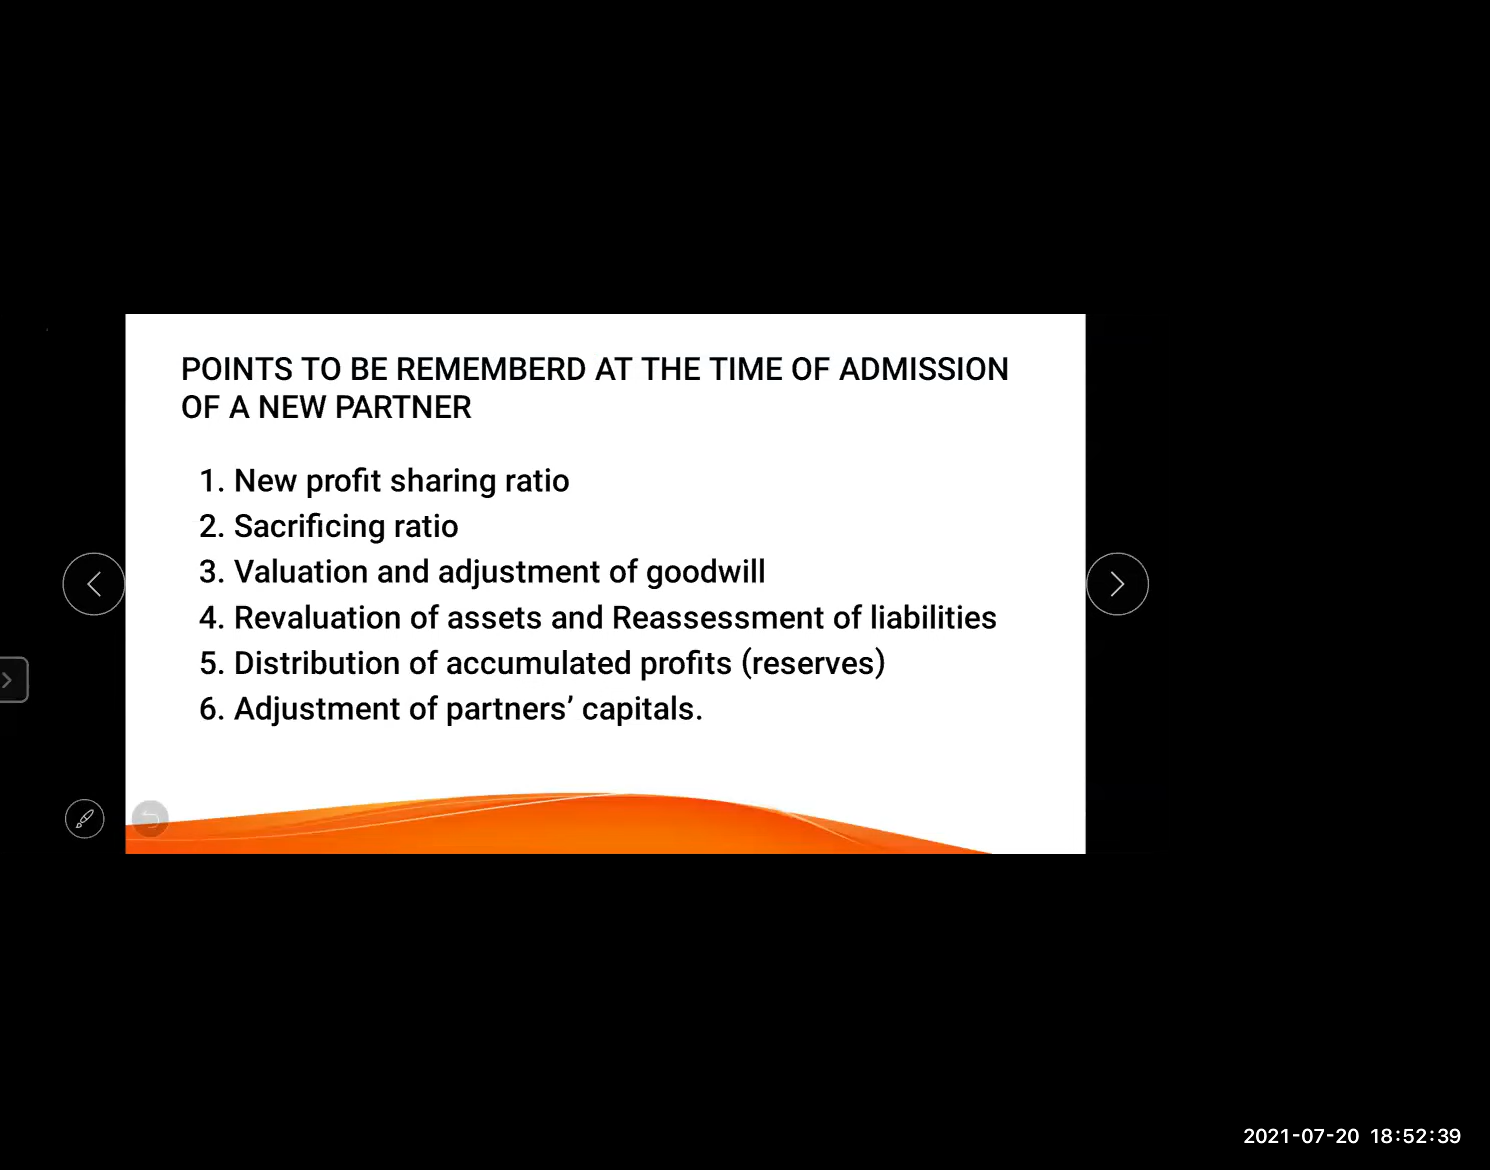 POINTS TO BE REMEMBERD AT THE TIME OF ADMISSION
OF A NEW PARTNER
1. New profit sharing ratio
2. Sacrificing ratio
3. Valuation and adjustment of goodwill
4. Revaluation of assets and Reassessment of liabilities
5. Distribution of accumulated profits (reserves)
6. Adjustment of partners’ capitals.
2021-07-20 18:52:39